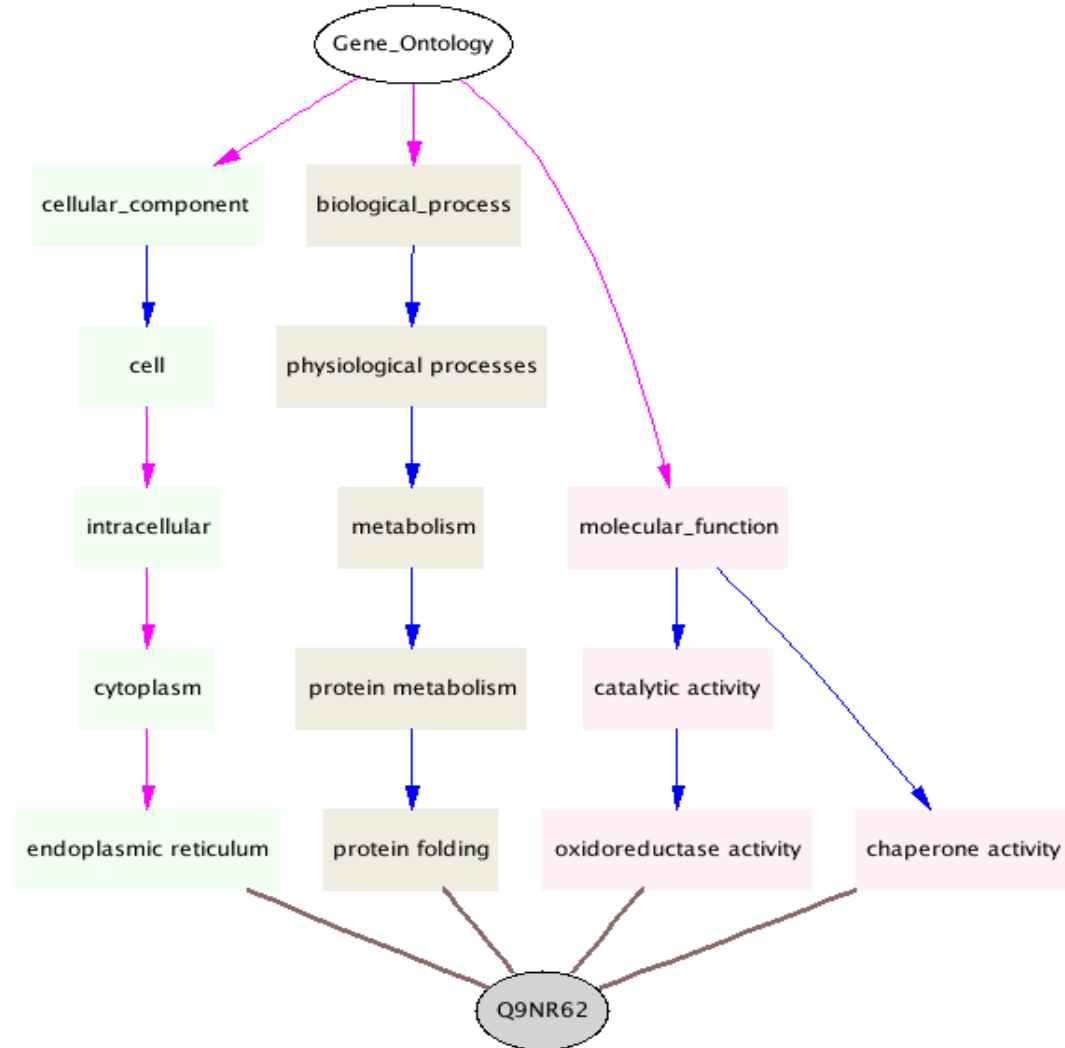 Gene_Ontology
cellular_component
biological_process
cell
physiological processes
intracellular
metabolism
molecular_function
cytoplasm
protein metabolism
catalytic activity
endoplasmic reticulum
protein folding
oxidoreductase activity
chaperone activity
Q9NR62